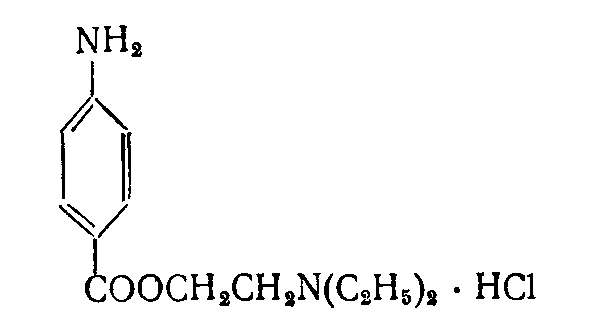 NH₂
COOCH₂CH₂N(C₂H₅)₂ · HCl